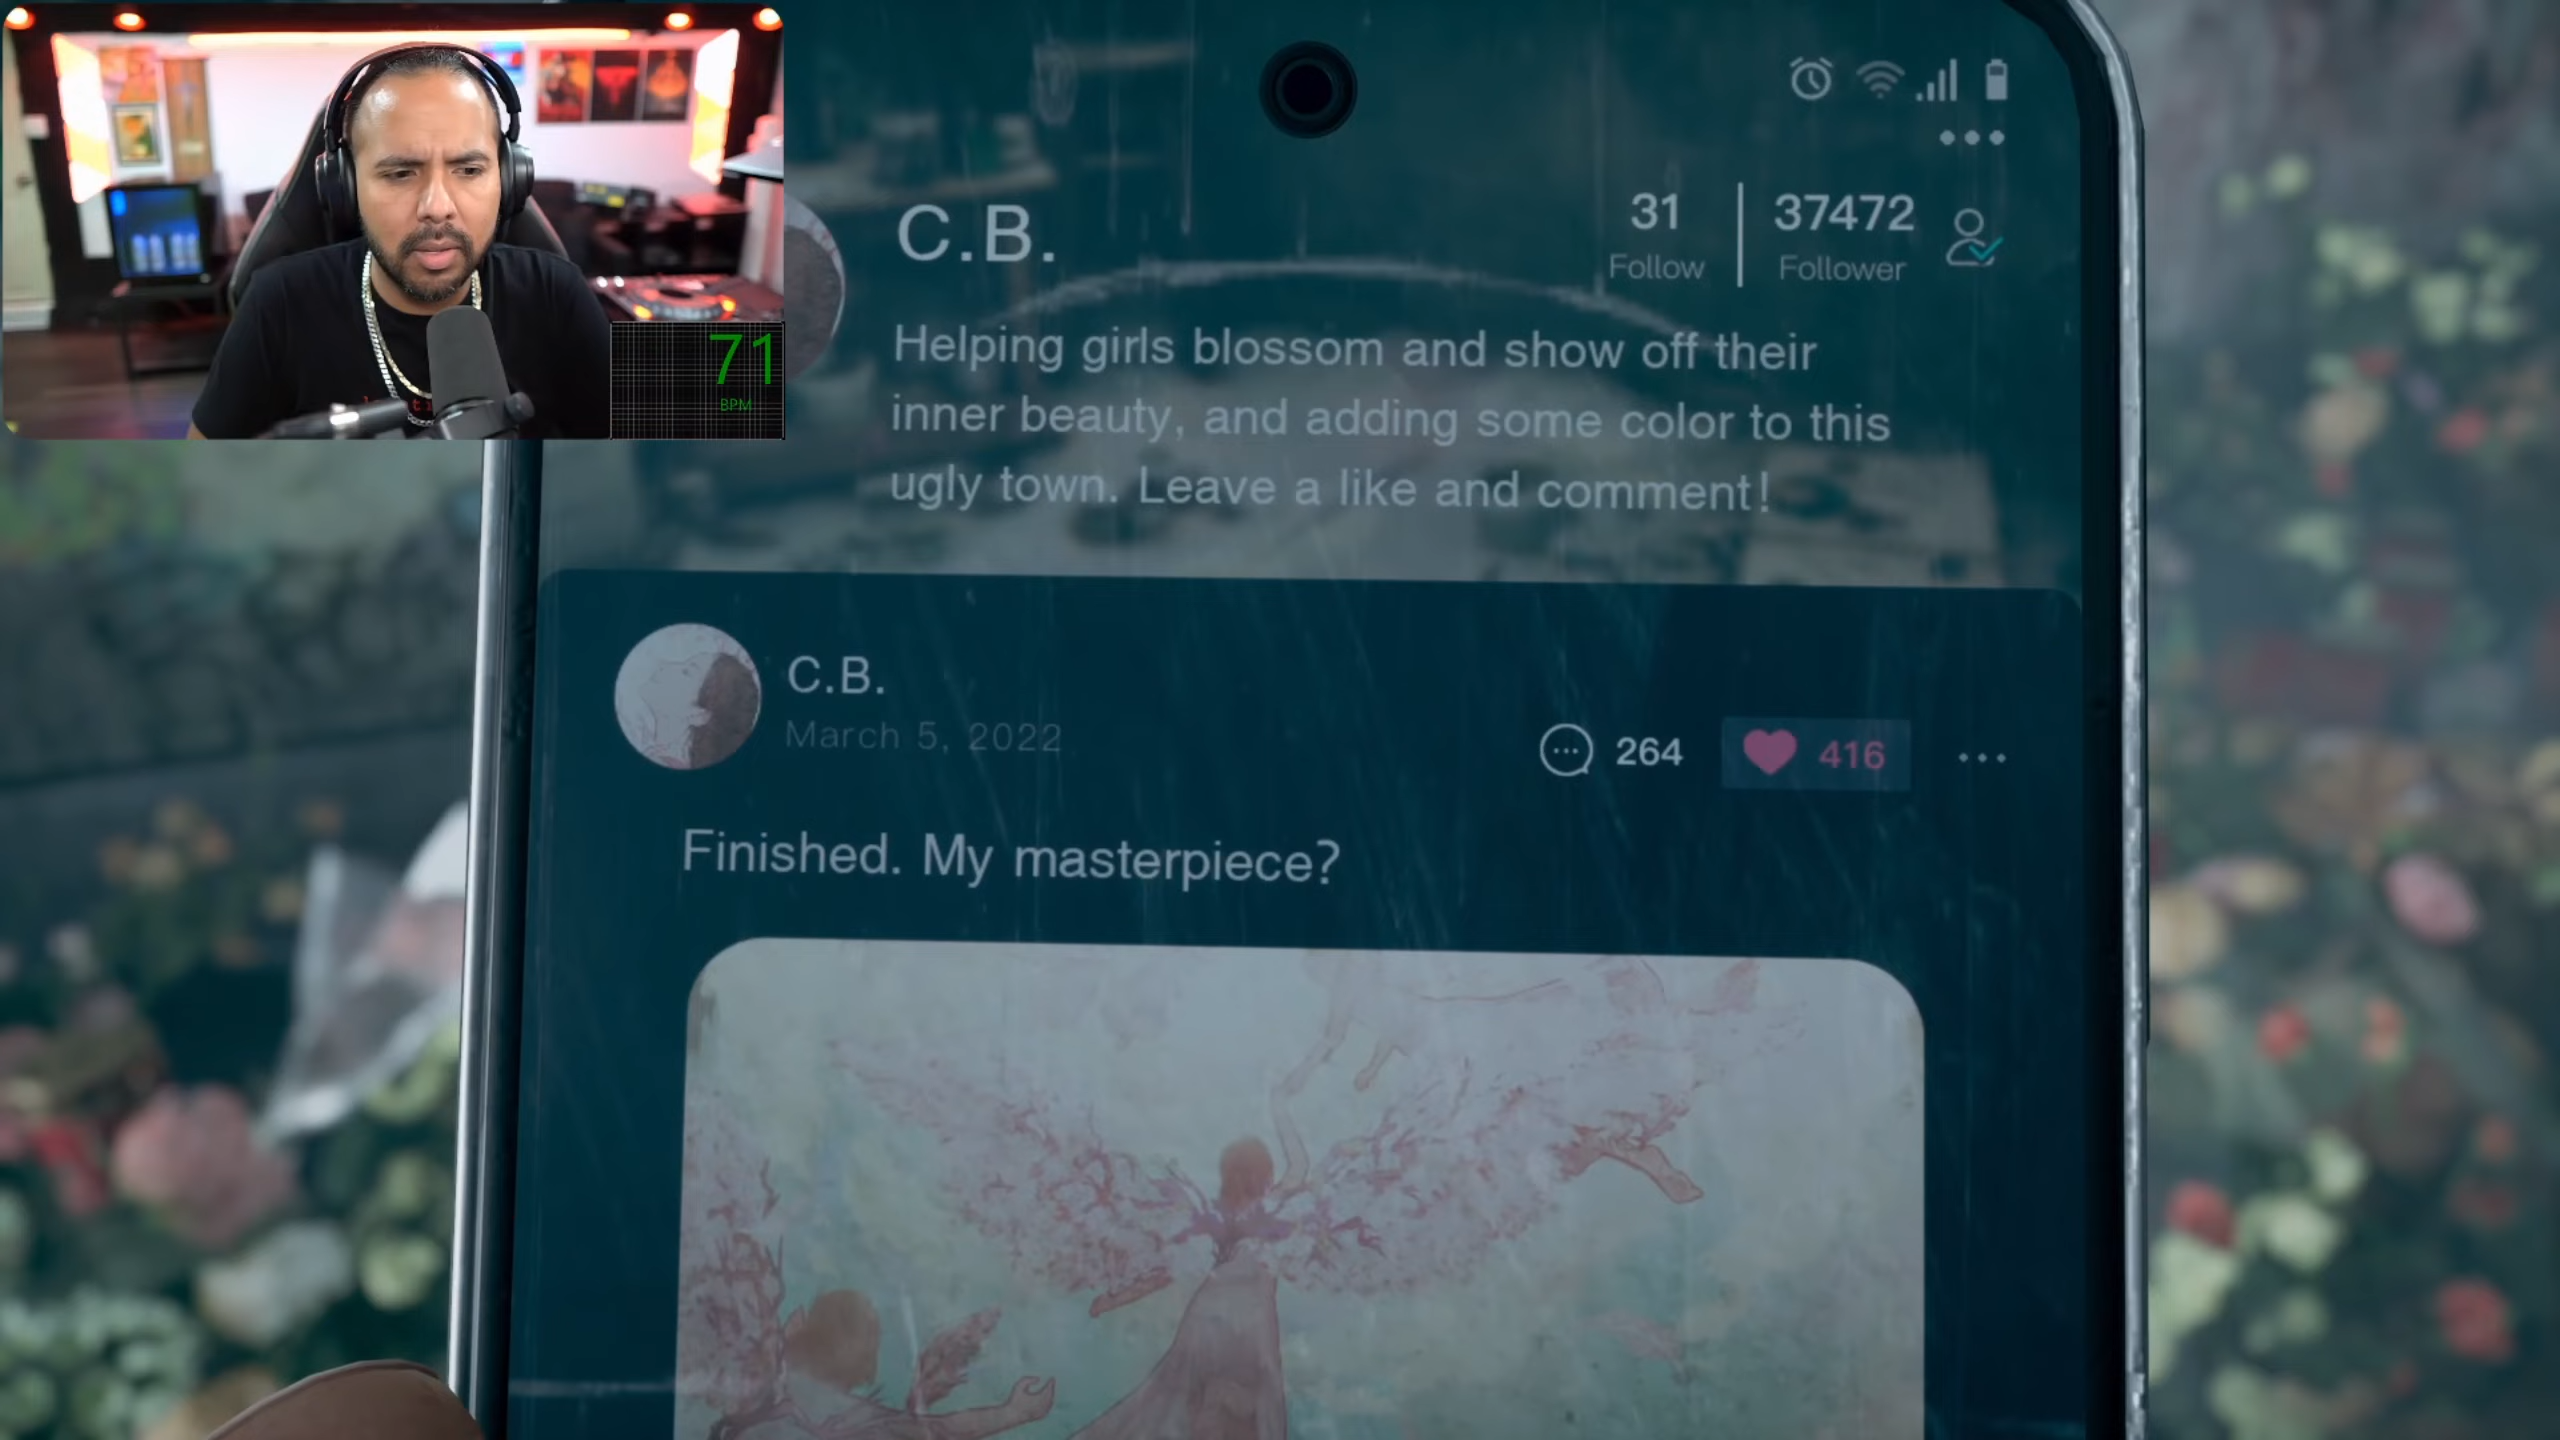 71
BPM
C.B.
31
Follow
37472
Follower
Helping girls blossom and show off their
inner beauty, and adding some color to this
ugly town. Leave a like and comment!
C.B.
March 5, 2022
264
416
Finished. My masterpiece?